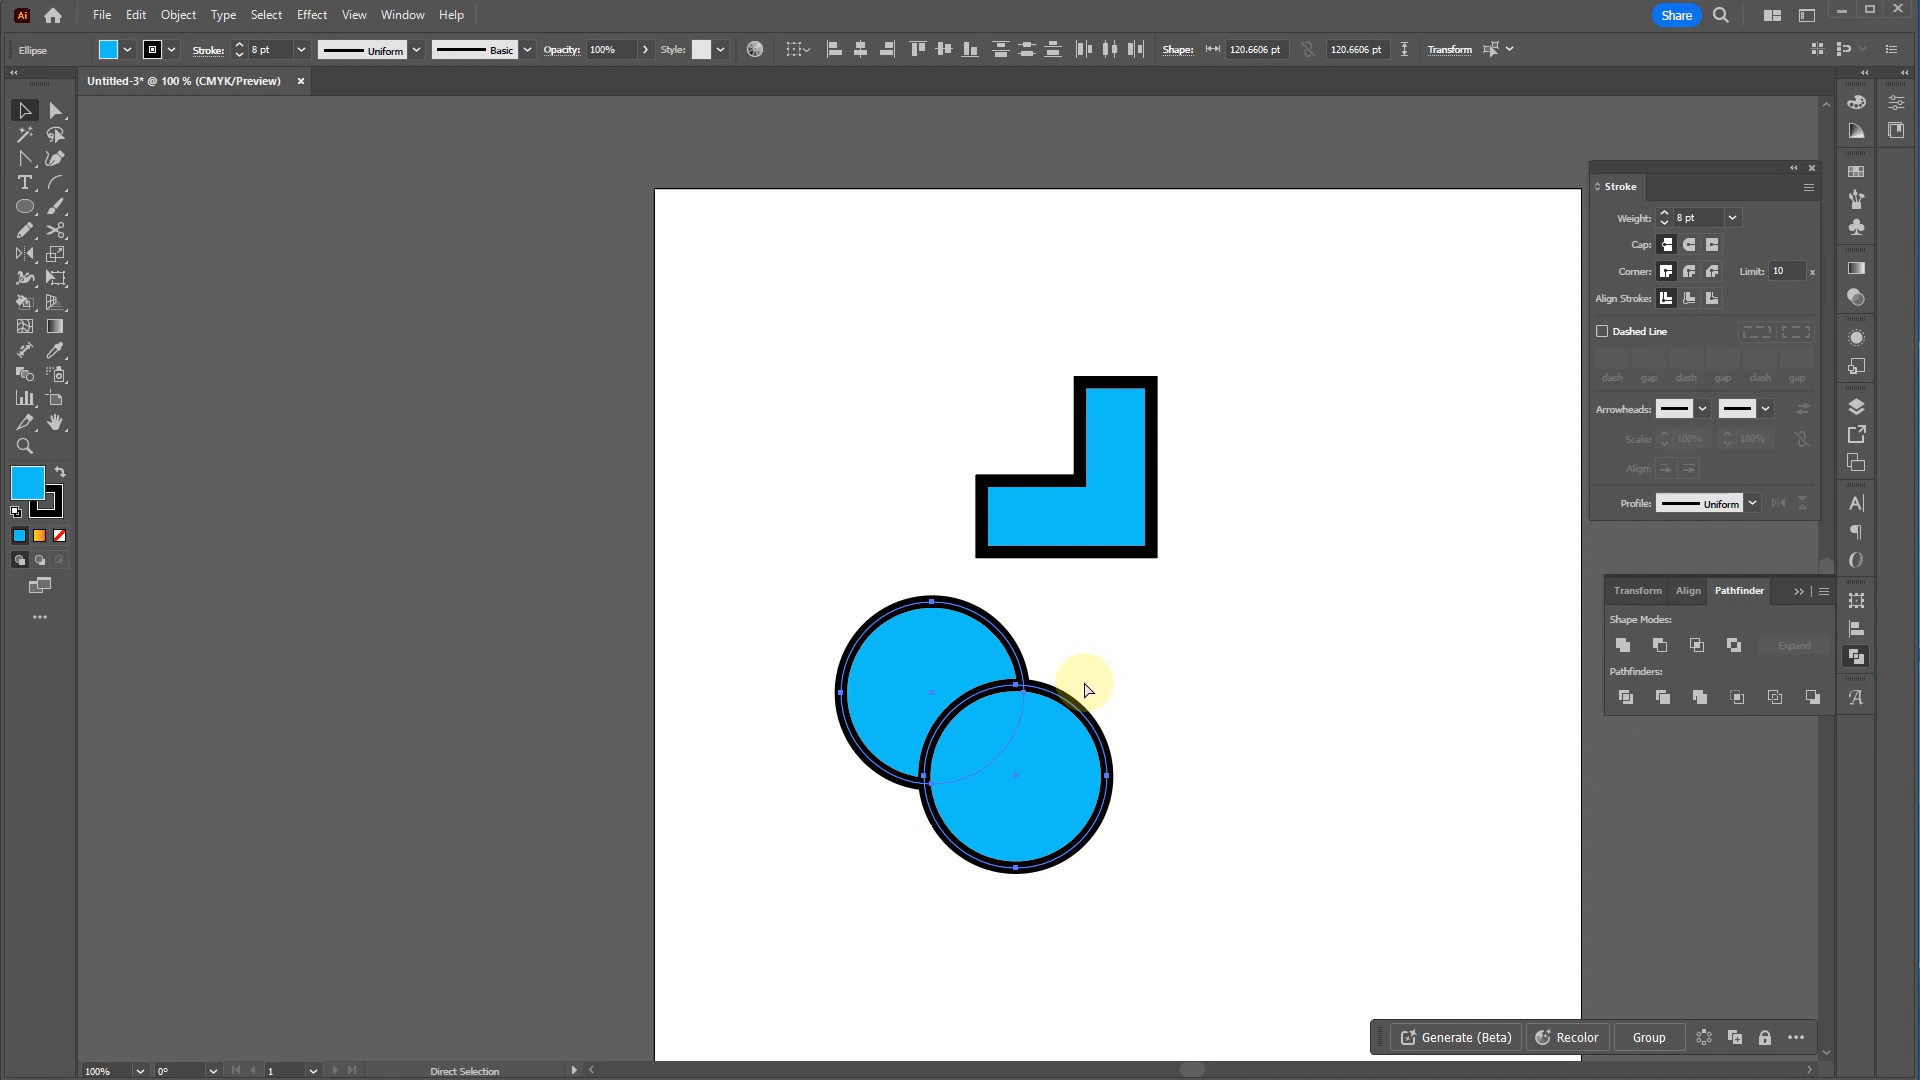 Ai File Edit Object Type Select Effect View Window Help Share
Ellipse Stroke: 8 pt Uniform Basic Opacity: 100% Style: Shape: 120.6606 pt 120.6606 pt Transform
Untitled-3* @ 100 % (CMYK/Preview) ×
Stroke
Weight: 8 pt
Cap:
Corner: Limit: 10 x
Align Stroke:
Dashed Line
dash gap dash gap dash gap
Arrowheads:
Scale: 100% 100%
Align:
Profile: Uniform
Transform Align Pathfinder
Shape Modes:
Expand
Pathfinders:
Generate (Beta) Recolor Group
100% 0° 1 Direct Selection